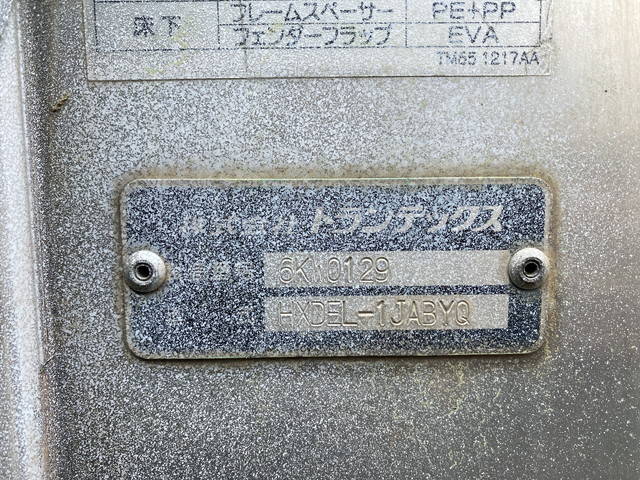 床下
フレームスペーサー PE+PP
フェンダーフラップ EVA
TM65 1217AA
株式会社 トランテックス
6KW0129
HXDEL-1JABYQ